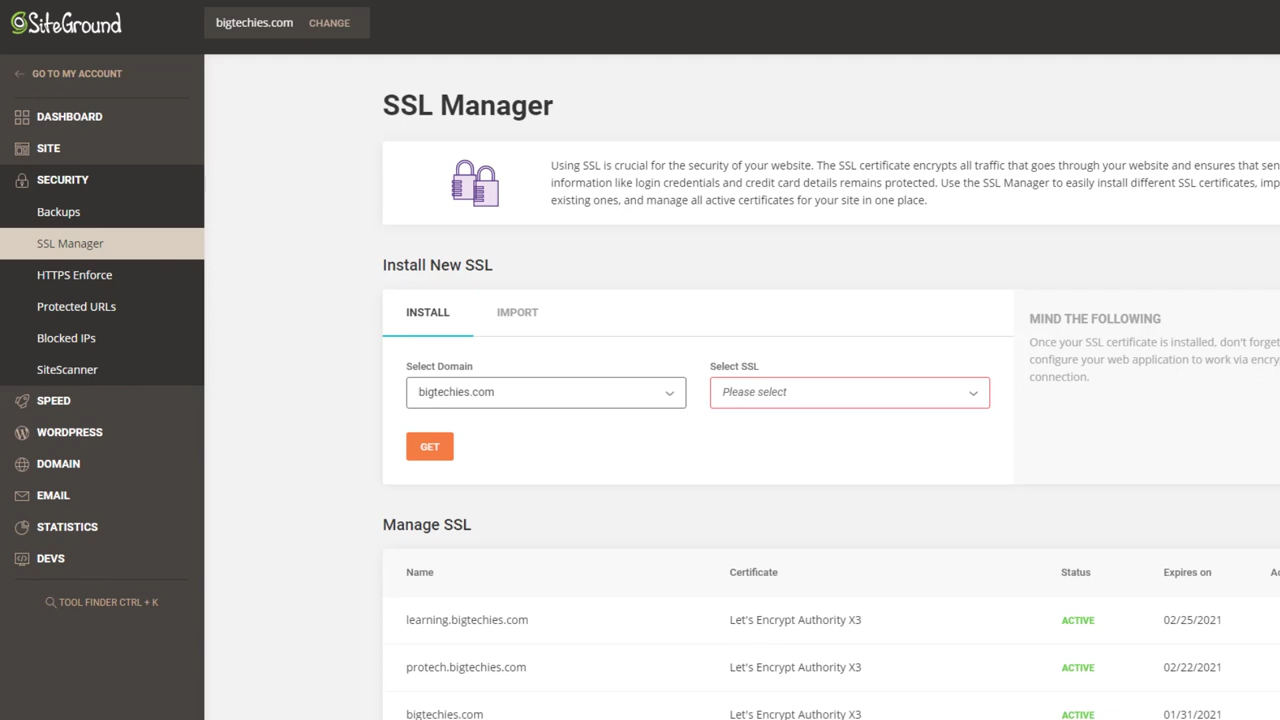 SiteGround
bigtechies.com CHANGE
GO TO MY ACCOUNT
DASHBOARD
SITE
SECURITY
Backups
SSL Manager
HTTPS Enforce
Protected URLs
Blocked IPs
SiteScanner
SPEED
WORDPRESS
DOMAIN
EMAIL
STATISTICS
DEVS
TOOL FINDER CTRL + K
SSL Manager
Using SSL is crucial for the security of your website. The SSL certificate encrypts all traffic that goes through your website and ensures that sen
information like login credentials and credit card details remains protected. Use the SSL Manager to easily install different SSL certificates, imp
existing ones, and manage all active certificates for your site in one place.
Install New SSL
INSTALL IMPORT
Select Domain Select SSL
bigtechies.com Please select
GET
MIND THE FOLLOWING
Once your SSL certificate is installed, don't forget
configure your web application to work via encry
connection.
Manage SSL
Name Certificate Status Expires on Ac
learning.bigtechies.com Let's Encrypt Authority X3 ACTIVE 02/25/2021
protech.bigtechies.com Let's Encrypt Authority X3 ACTIVE 02/22/2021
bigtechies.com Let's Encrypt Authority X3 ACTIVE 01/31/2021